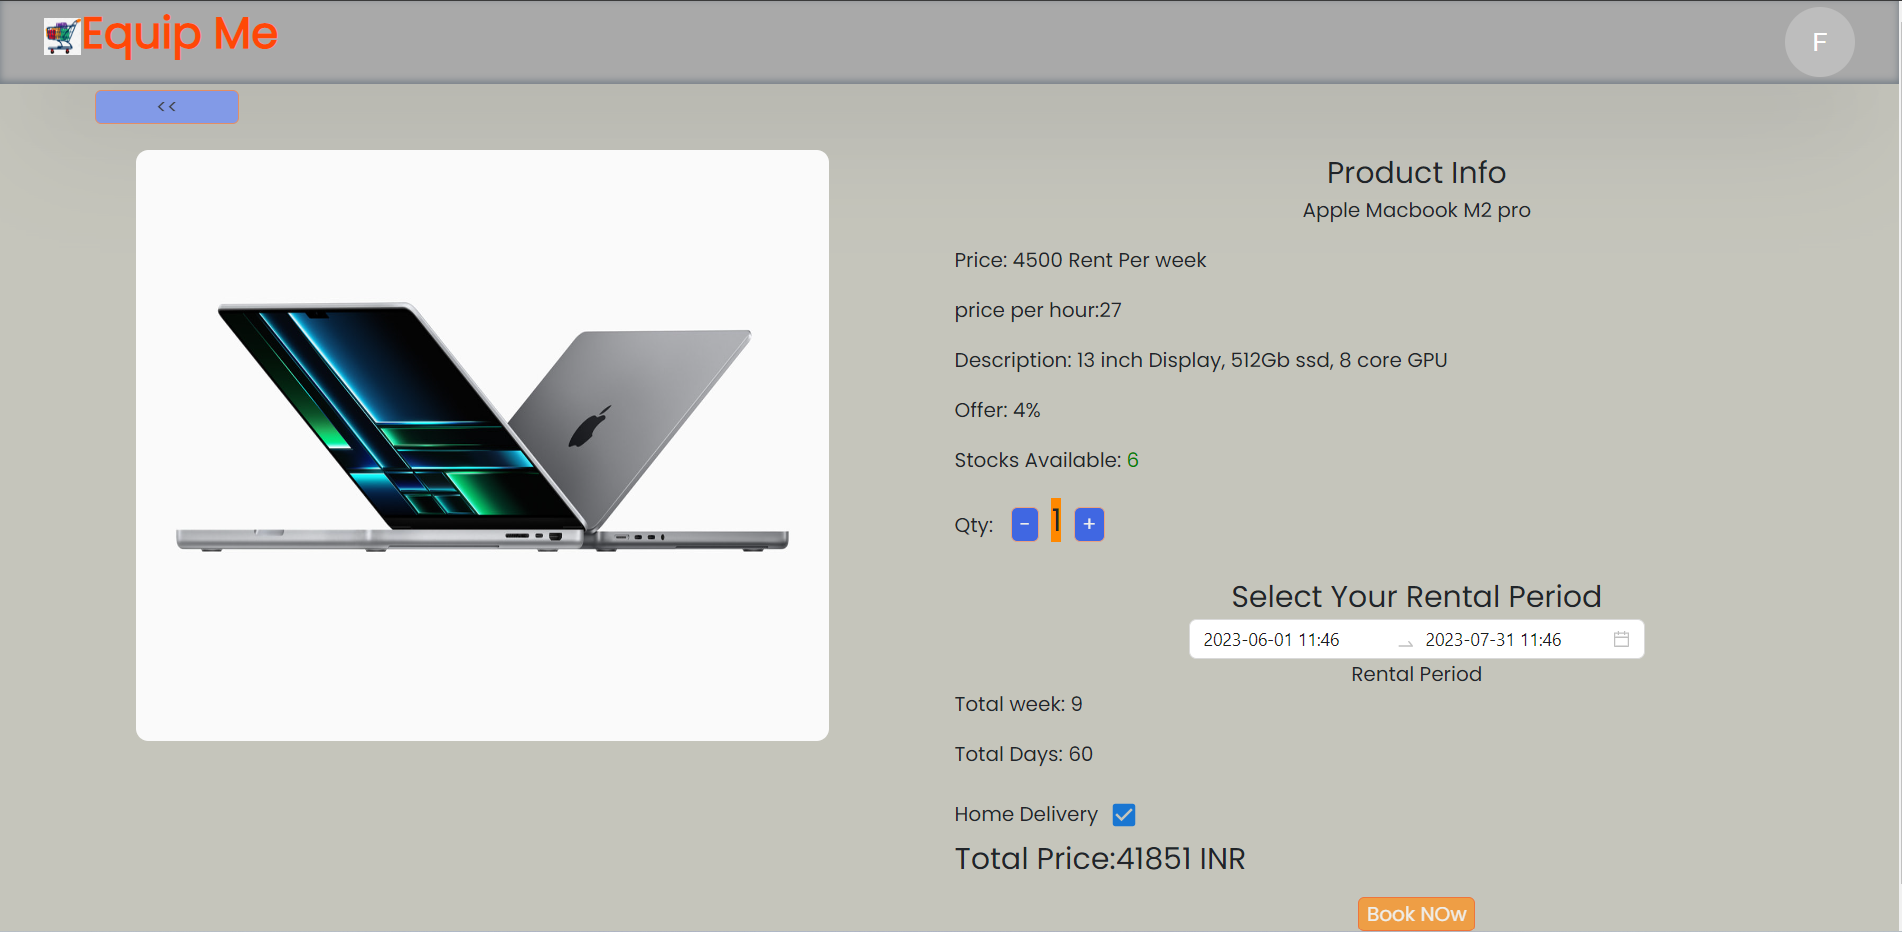 Equip Me
F
<<
Product Info
Apple Macbook M2 pro
Price: 4500 Rent Per week
price per hour:27
Description: 13 inch Display, 512Gb ssd, 8 core GPU
Offer: 4%
Stocks Available: 6
Qty: - 1 +
Select Your Rental Period
2023-06-01 11:46 2023-07-31 11:46
Rental Period
Total week: 9
Total Days: 60
Home Delivery
Total Price:41851 INR
Book NOw